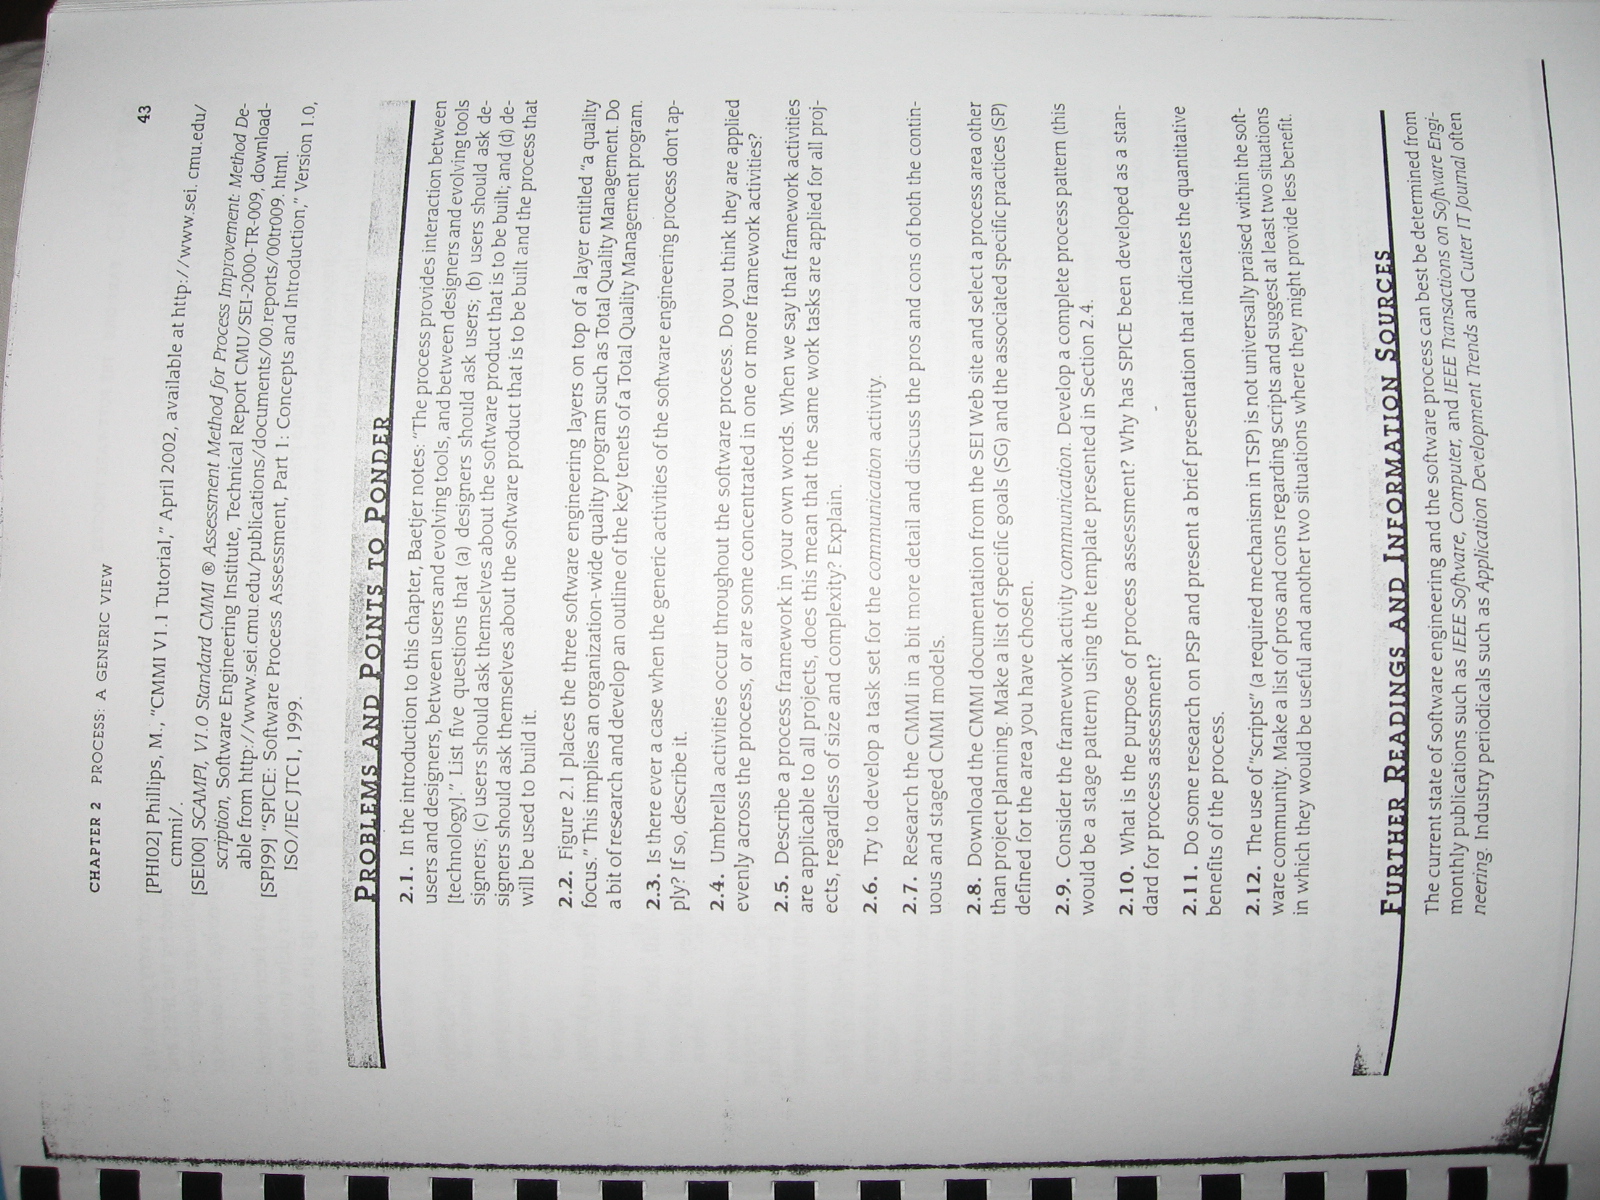 CHAPTER 2 PROCESS: A GENERIC VIEW 43
[PHI02] Phillips, M., “CMMI V1.1 Tutorial,” April 2002, available at http://www.sei. cmu.edu/
cmmi/.
[SEI00] SCAMPI, V1.0 Standard CMMI ® Assessment Method for Process Improvement: Method De-
scription, Software Engineering Institute, Technical Report CMU/SEI-2000-TR-009, download-
able from http://www.sei.cmu.edu/publications/documents/00.reports/00tr009. html.
[SPI99] “SPICE: Software Process Assessment, Part 1: Concepts and Introduction,” Version 1.0,
ISO/IEC JTC1, 1999.
PROBLEMS AND POINTS TO PONDER
2.1. In the introduction to this chapter, Baetjer notes: “The process provides interaction between
users and designers, between users and evolving tools, and between designers and evolving tools
[technology].” List five questions that (a) designers should ask users; (b) users should ask de-
signers; (c) users should ask themselves about the software product that is to be built; and (d) de-
signers should ask themselves about the software product that is to be built and the process that
will be used to build it.
2.2. Figure 2.1 places the three software engineering layers on top of a layer entitled “a quality
focus.” This implies an organization-wide quality program such as Total Quality Management. Do
a bit of research and develop an outline of the key tenets of a Total Quality Management program.
2.3. Is there ever a case when the generic activities of the software engineering process don’t ap-
ply? If so, describe it.
2.4. Umbrella activities occur throughout the software process. Do you think they are applied
evenly across the process, or are some concentrated in one or more framework activities?
2.5. Describe a process framework in your own words. When we say that framework activities
are applicable to all projects, does this mean that the same work tasks are applied for all proj-
ects, regardless of size and complexity? Explain.
2.6. Try to develop a task set for the communication activity.
2.7. Research the CMMI in a bit more detail and discuss the pros and cons of both the contin-
uous and staged CMMI models.
2.8. Download the CMMI documentation from the SEI Web site and select a process area other
than project planning. Make a list of specific goals (SG) and the associated specific practices (SP)
defined for the area you have chosen.
2.9. Consider the framework activity communication. Develop a complete process pattern (this
would be a stage pattern) using the template presented in Section 2.4.
2.10. What is the purpose of process assessment? Why has SPICE been developed as a stan-
dard for process assessment?
2.11. Do some research on PSP and present a brief presentation that indicates the quantitative
benefits of the process.
2.12. The use of “scripts” (a required mechanism in TSP) is not universally praised within the soft-
ware community. Make a list of pros and cons regarding scripts and suggest at least two situations
in which they would be useful and another two situations where they might provide less benefit.
FURTHER READINGS AND INFORMATION SOURCES
The current state of software engineering and the software process can best be determined from
monthly publications such as IEEE Software, Computer, and IEEE Transactions on Software Engi-
neering. Industry periodicals such as Application Development Trends and Cutter IT Journal often